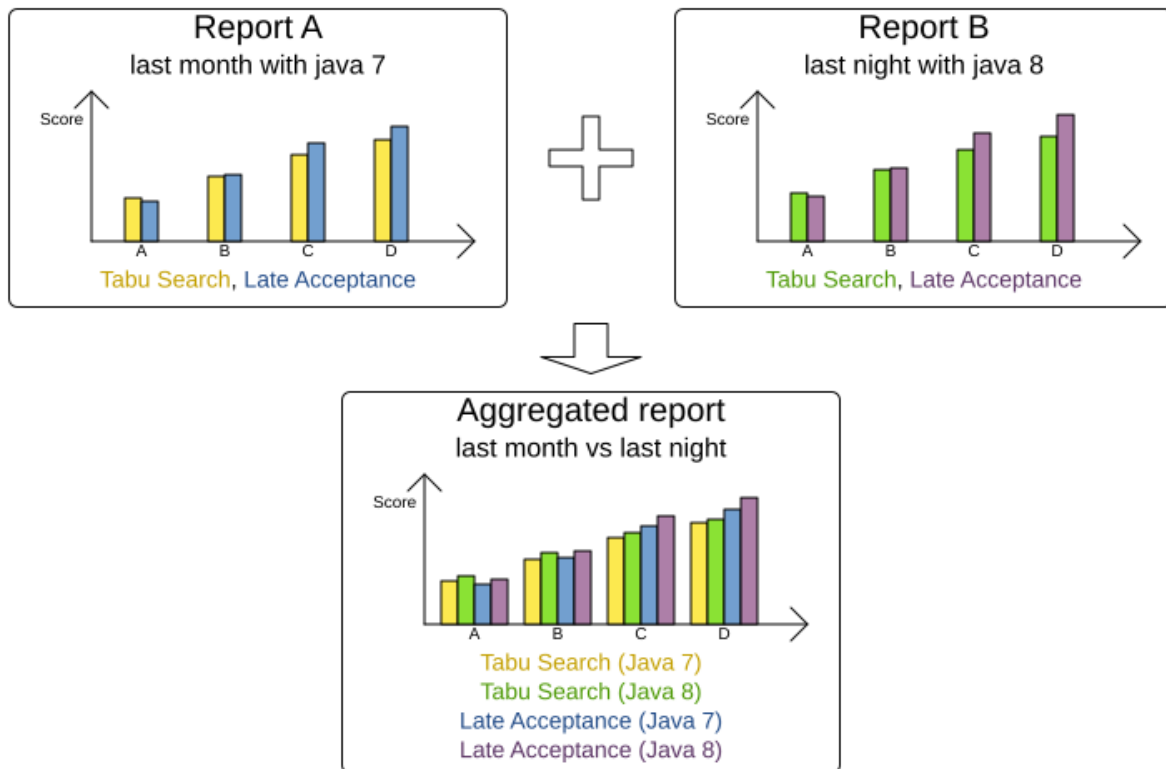 Report A
last month with java 7
Score
A B C D
Tabu Search, Late Acceptance
Report B
last night with java 8
Score
A B C D
Tabu Search, Late Acceptance
Aggregated report
last month vs last night
Score
A B C D
Tabu Search (Java 7)
Tabu Search (Java 8)
Late Acceptance (Java 7)
Late Acceptance (Java 8)